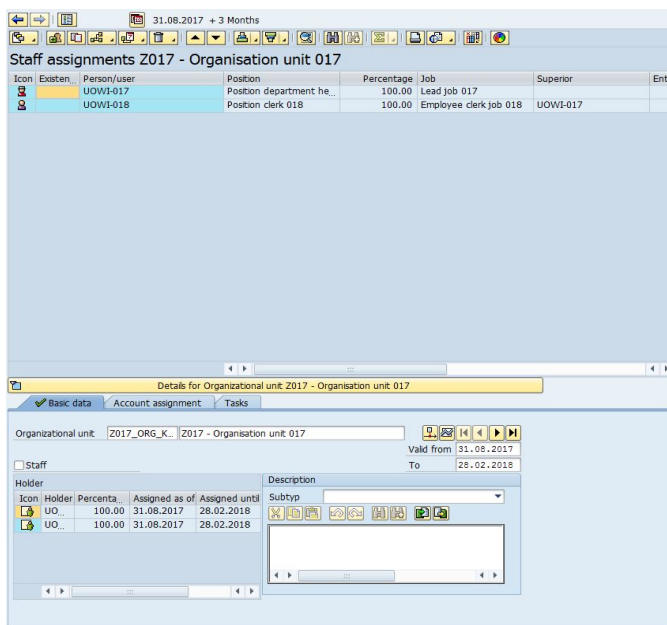 31.08.2017 + 3 Months
Staff assignments Z017 - Organisation unit 017
Icon Existen... Person/user Position Percentage Job Superior Ent
UOWI-017 Position department he... 100.00 Lead job 017
UOWI-018 Position clerk 018 100.00 Employee clerk job 018 UOWI-017
Details for Organizational unit Z017 - Organisation unit 017
Basic data Account assignment Tasks
Organizational unit Z017_ORG_K... Z017 - Organisation unit 017
Valid from 31.08.2017
Staff To 28.02.2018
Holder Description
Icon Holder Percenta... Assigned as of Assigned until Subtyp
UO... 100.00 31.08.2017 28.02.2018
UO... 100.00 31.08.2017 28.02.2018